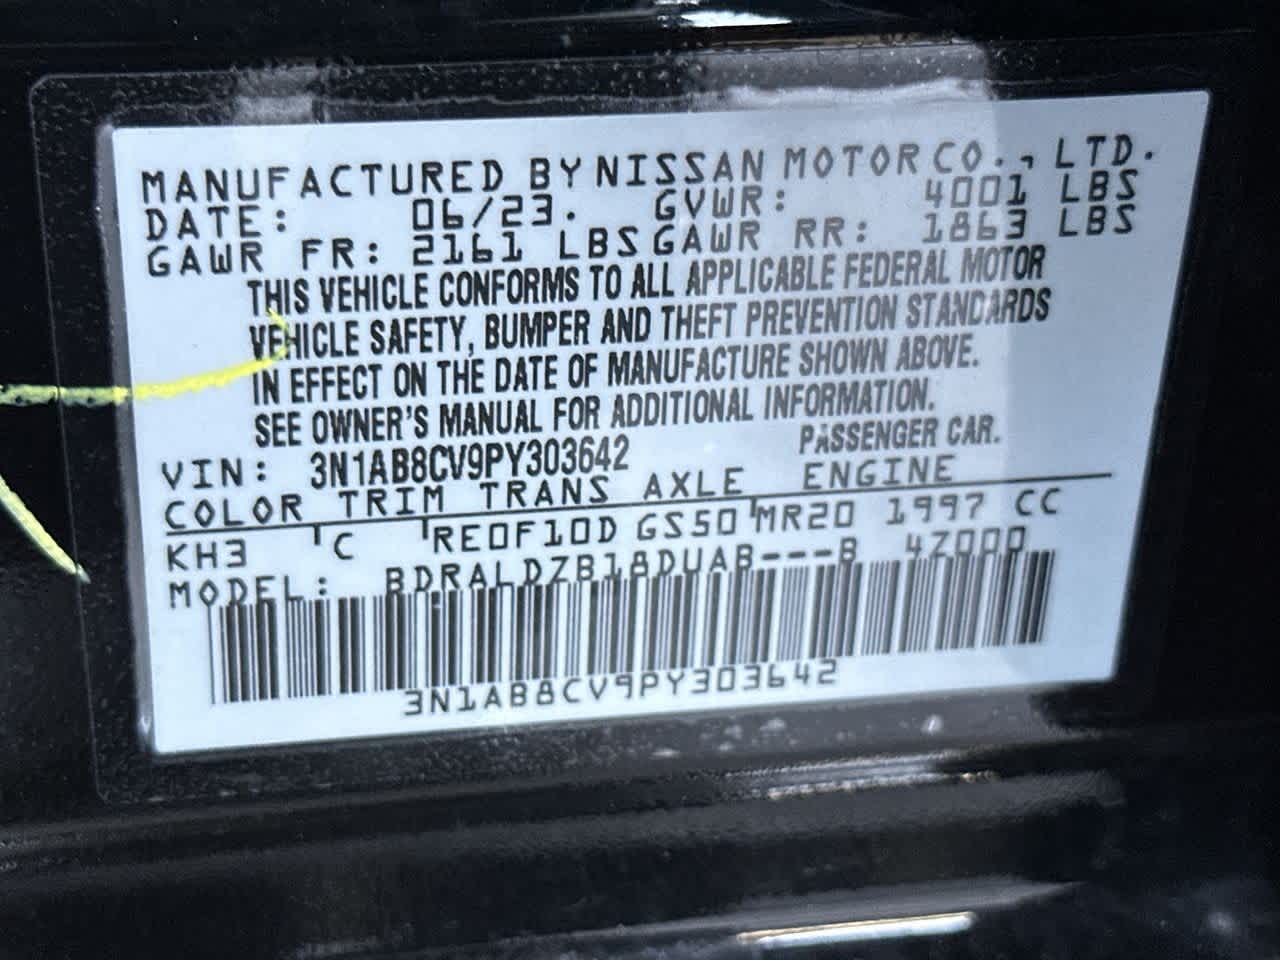 MANUFACTURED BY NISSAN MOTOR CO., LTD.
DATE: 06/23. GVWR: 4001 LBS
GAWR FR: 2161 LBS GAWR RR: 1863 LBS
THIS VEHICLE CONFORMS TO ALL APPLICABLE FEDERAL MOTOR
VEHICLE SAFETY, BUMPER AND THEFT PREVENTION STANDARDS
IN EFFECT ON THE DATE OF MANUFACTURE SHOWN ABOVE.
SEE OWNER'S MANUAL FOR ADDITIONAL INFORMATION.
VIN: 3N1AB8CV9PY303642 PASSENGER CAR.
COLOR TRIM TRANS AXLE ENGINE
KH3 C RE0F10D GS50 MR20 1997 CC
MODEL: BDRALDZB18DUAB---B 4Z000
3N1AB8CV9PY303642